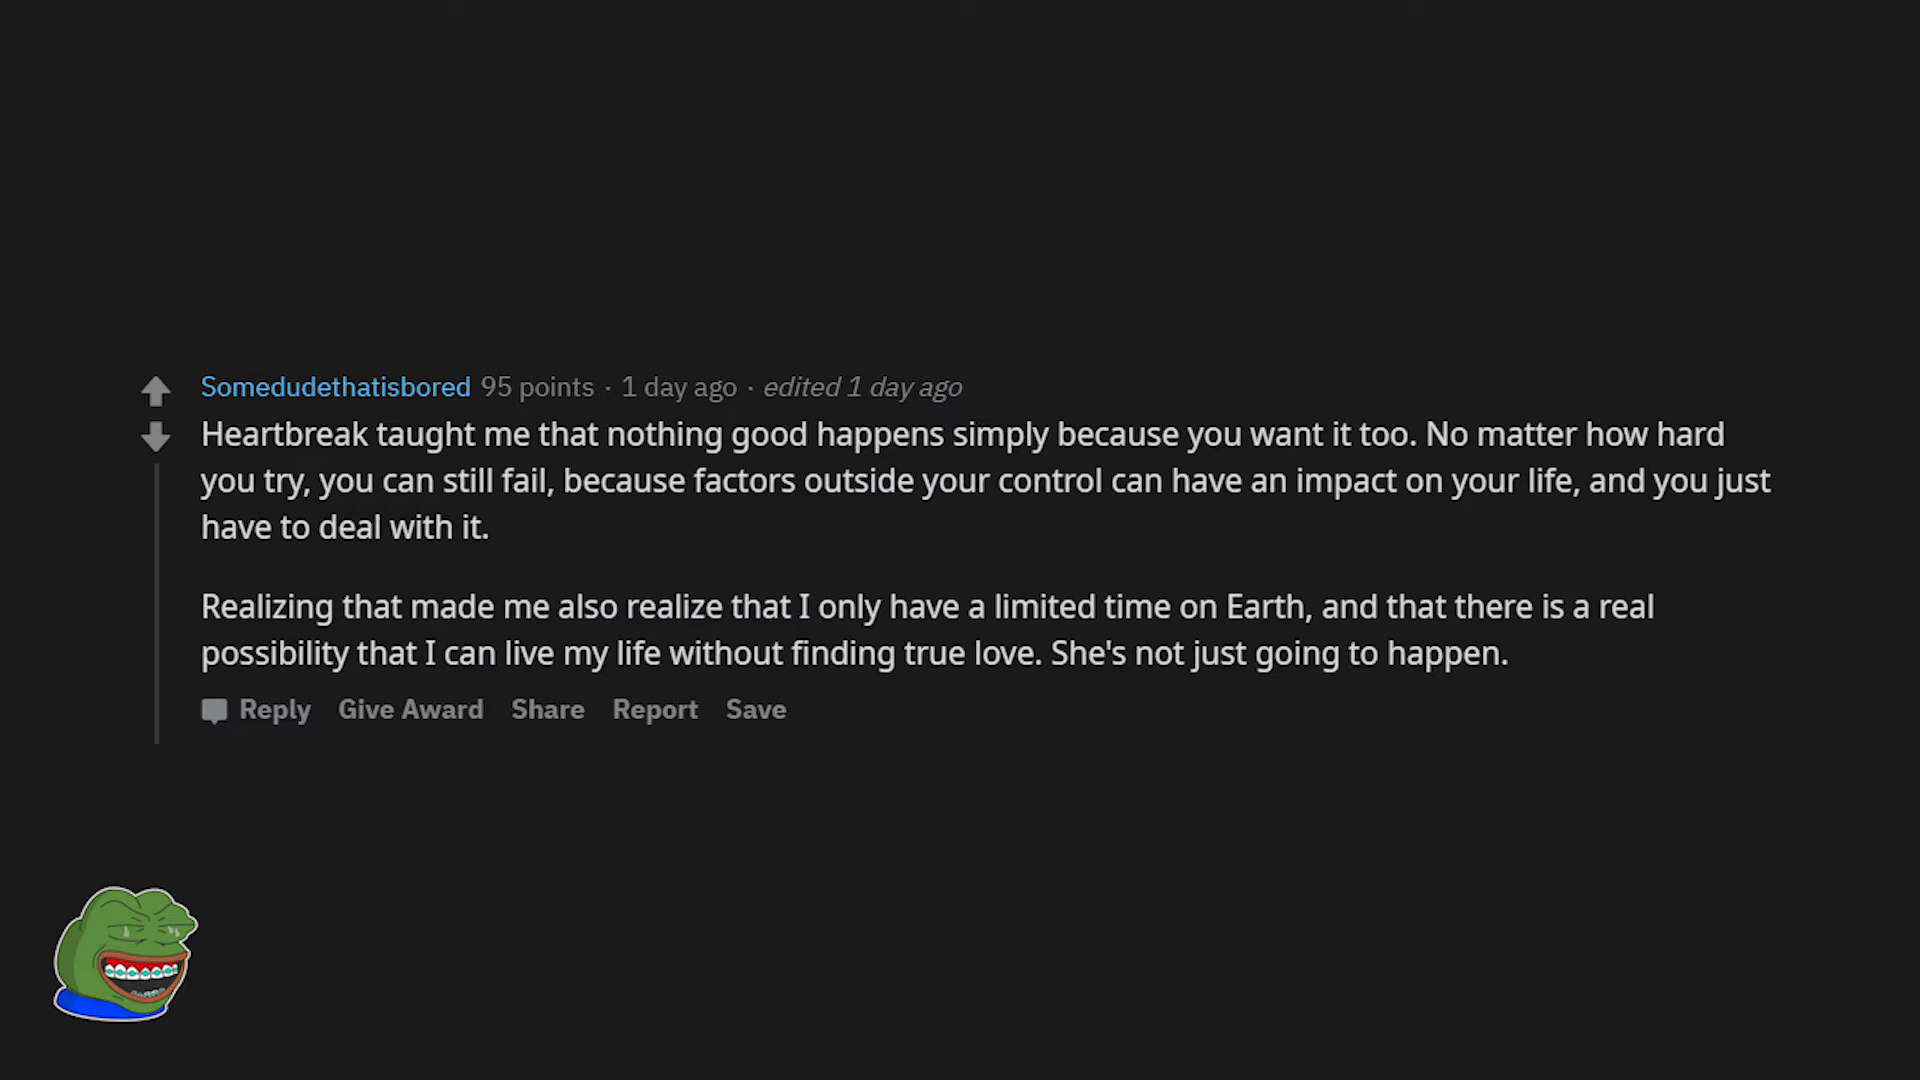 Somedudethatisbored 95 points · 1 day ago · edited 1 day ago
Heartbreak taught me that nothing good happens simply because you want it too. No matter how hard
you try, you can still fail, because factors outside your control can have an impact on your life, and you just
have to deal with it.
Realizing that made me also realize that I only have a limited time on Earth, and that there is a real
possibility that I can live my life without finding true love. She's not just going to happen.
Reply Give Award Share Report Save